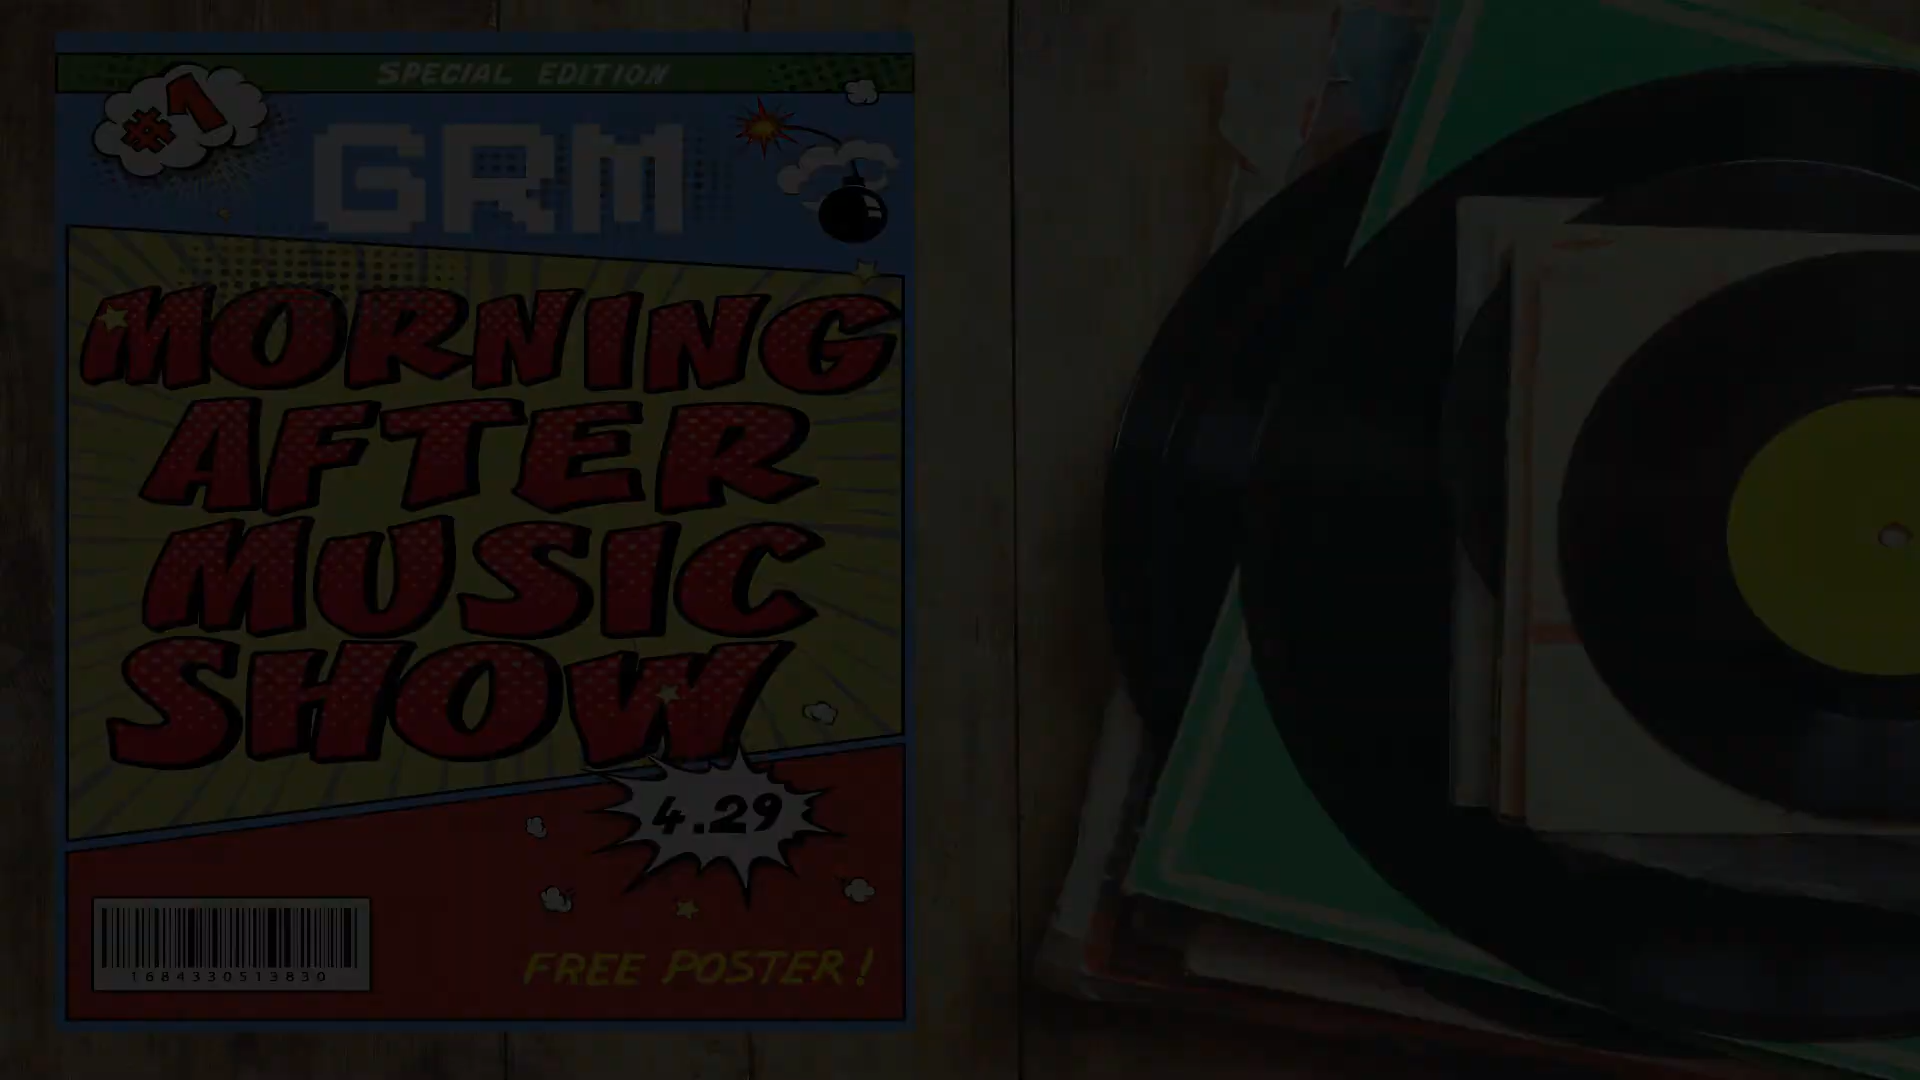 SPECIAL EDITION
#1
GRM
MORNING
AFTER
MUSIC
SHOW
4.29
1684330513830
FREE POSTER!